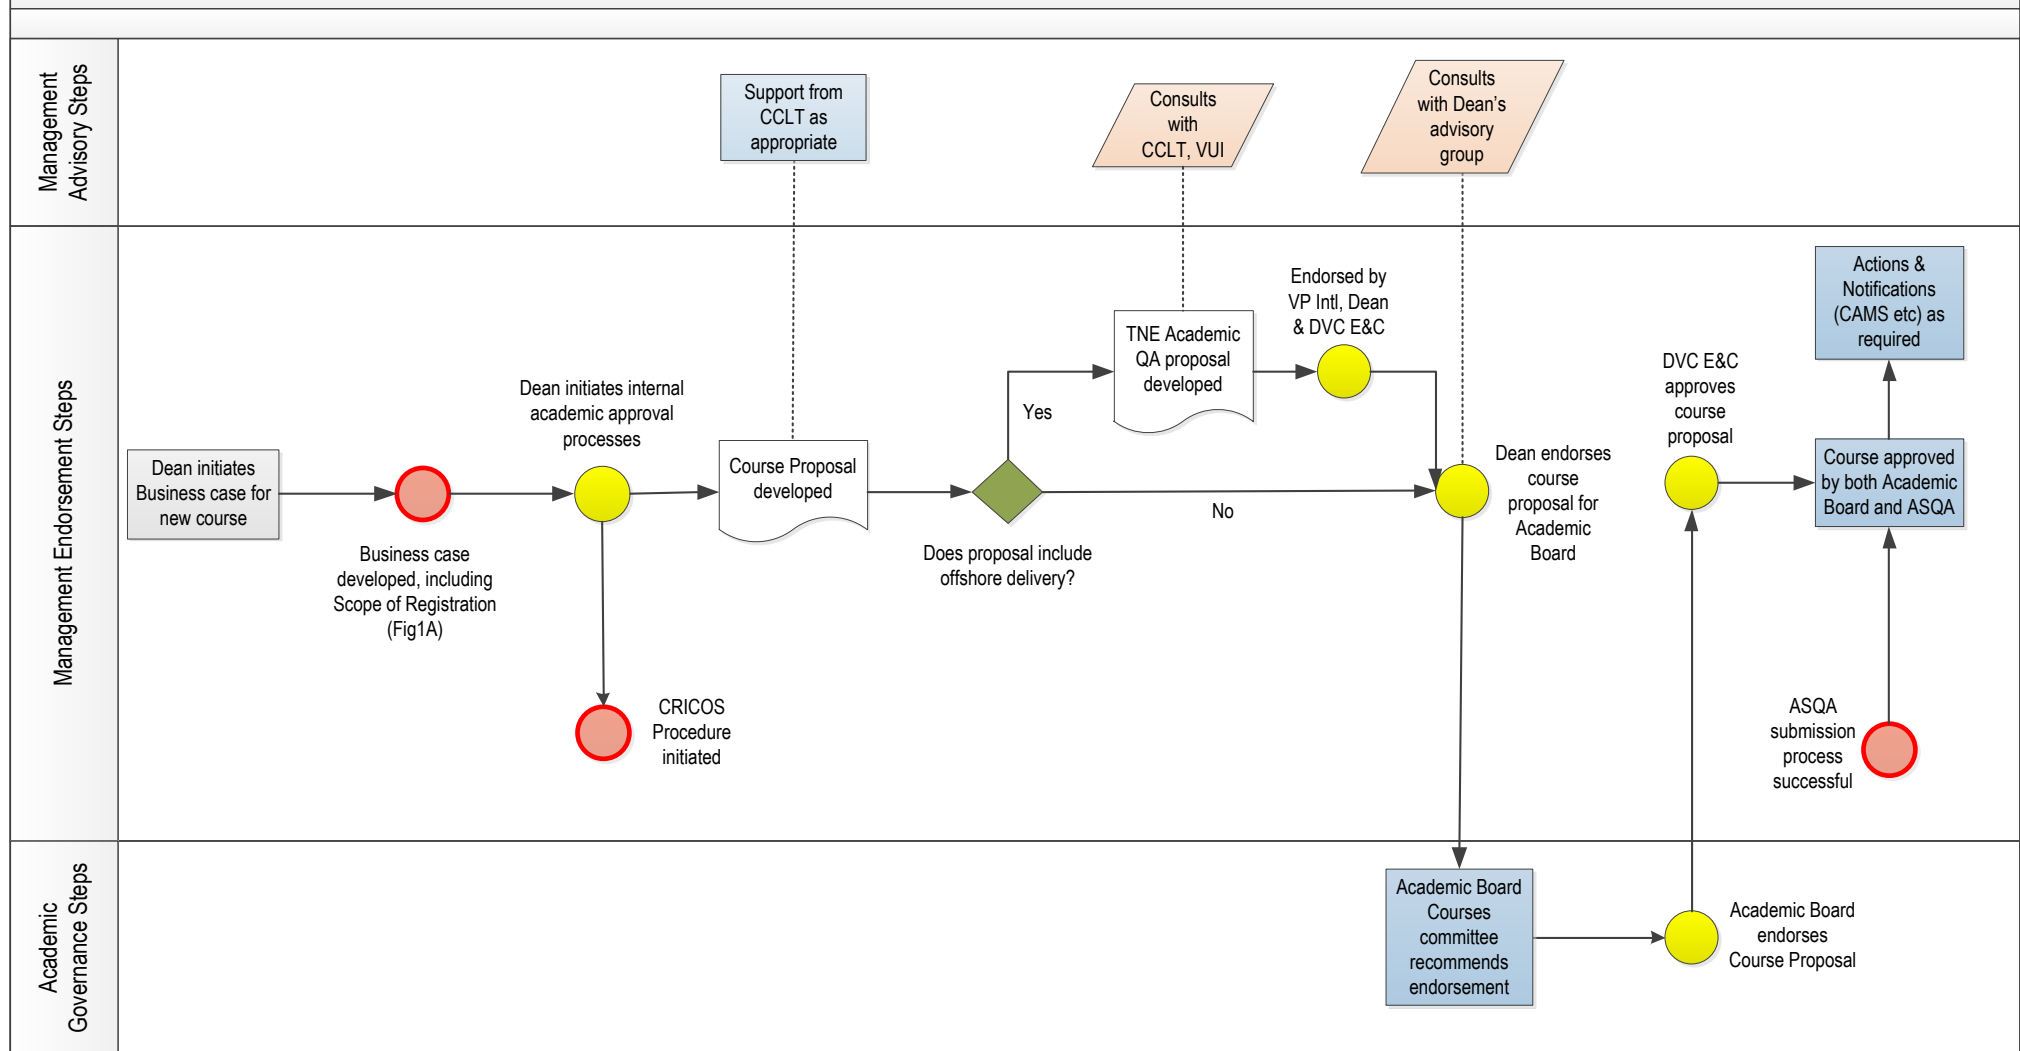 Management
Advisory Steps
Support from
CCLT as
appropriate
Consults
with
CCLT, VUI
Consults
with Dean's
advisory
group
Management Endorsement Steps
Dean initiates
Business case for
new course
Business case
developed, including
Scope of Registration
(Fig1A)
Dean initiates internal
academic approval
processes
CRICOS
Procedure
initiated
Course Proposal
developed
Does proposal include
offshore delivery?
Yes
No
TNE Academic
QA proposal
developed
Endorsed by
VP Intl, Dean
& DVC E&C
Dean endorses
course
proposal for
Academic
Board
DVC E&C
approves
course
proposal
Actions &
Notifications
(CAMS etc) as
required
Course approved
by both Academic
Board and ASQA
ASQA
submission
process
successful
Academic
Governance Steps
Academic Board
Courses
committee
recommends
endorsement
Academic Board
endorses
Course Proposal